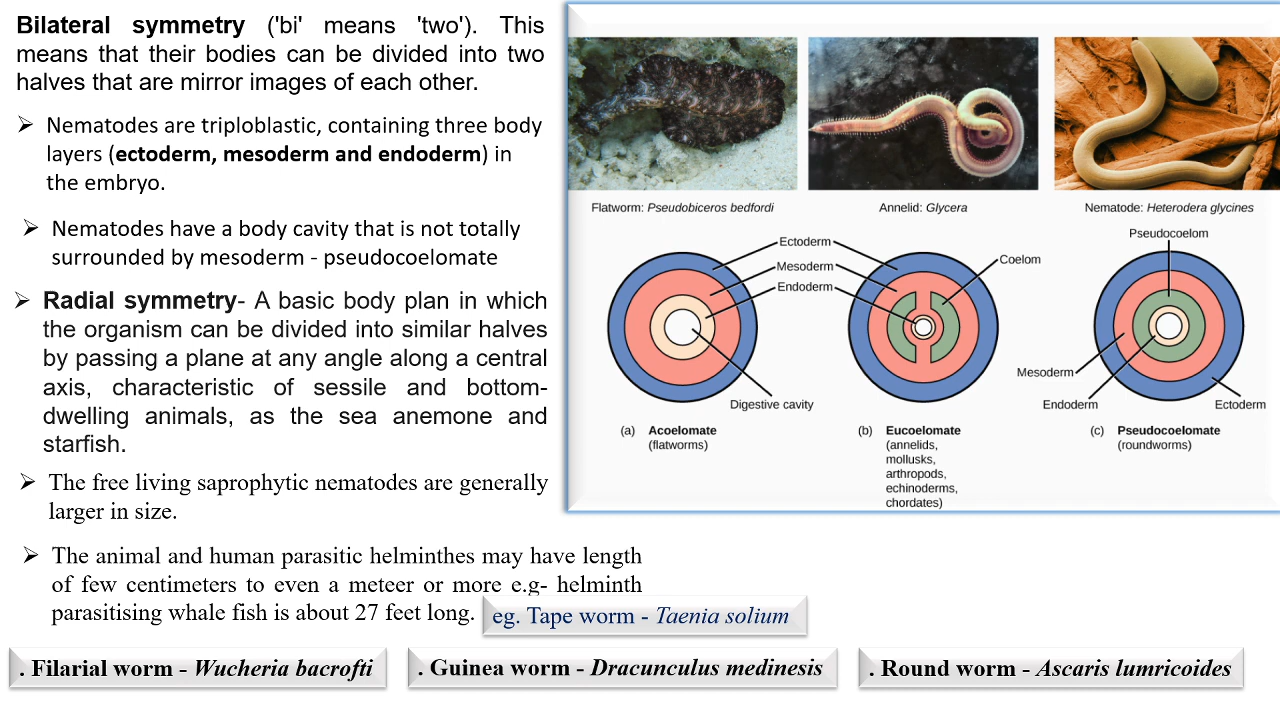 Bilateral symmetry ('bi' means 'two'). This
means that their bodies can be divided into two
halves that are mirror images of each other.
➢ Nematodes are triploblastic, containing three body
layers (ectoderm, mesoderm and endoderm) in
the embryo.
➢ Nematodes have a body cavity that is not totally
surrounded by mesoderm - pseudocoelomate
➢ Radial symmetry- A basic body plan in which
the organism can be divided into similar halves
by passing a plane at any angle along a central
axis, characteristic of sessile and bottom-
dwelling animals, as the sea anemone and
starfish.
➢ The free living saprophytic nematodes are generally
larger in size.
➢ The animal and human parasitic helminthes may have length
of few centimeters to even a meteer or more e.g- helminth
parasitising whale fish is about 27 feet long.
eg. Tape worm - Taenia solium
. Filarial worm - Wucheria bacrofti
. Guinea worm - Dracunculus medinesis
. Round worm - Ascaris lumricoides
Flatworm: Pseudobiceros bedfordi
Annelid: Glycera
Nematode: Heterodera glycines
Ectoderm
Mesoderm
Endoderm
Digestive cavity
Coelom
Pseudocoelom
Mesoderm
Endoderm
Ectoderm
(a) Acoelomate
(flatworms)
(b) Eucoelomate
(annelids,
mollusks,
arthropods,
echinoderms,
chordates)
(c) Pseudocoelomate
(roundworms)